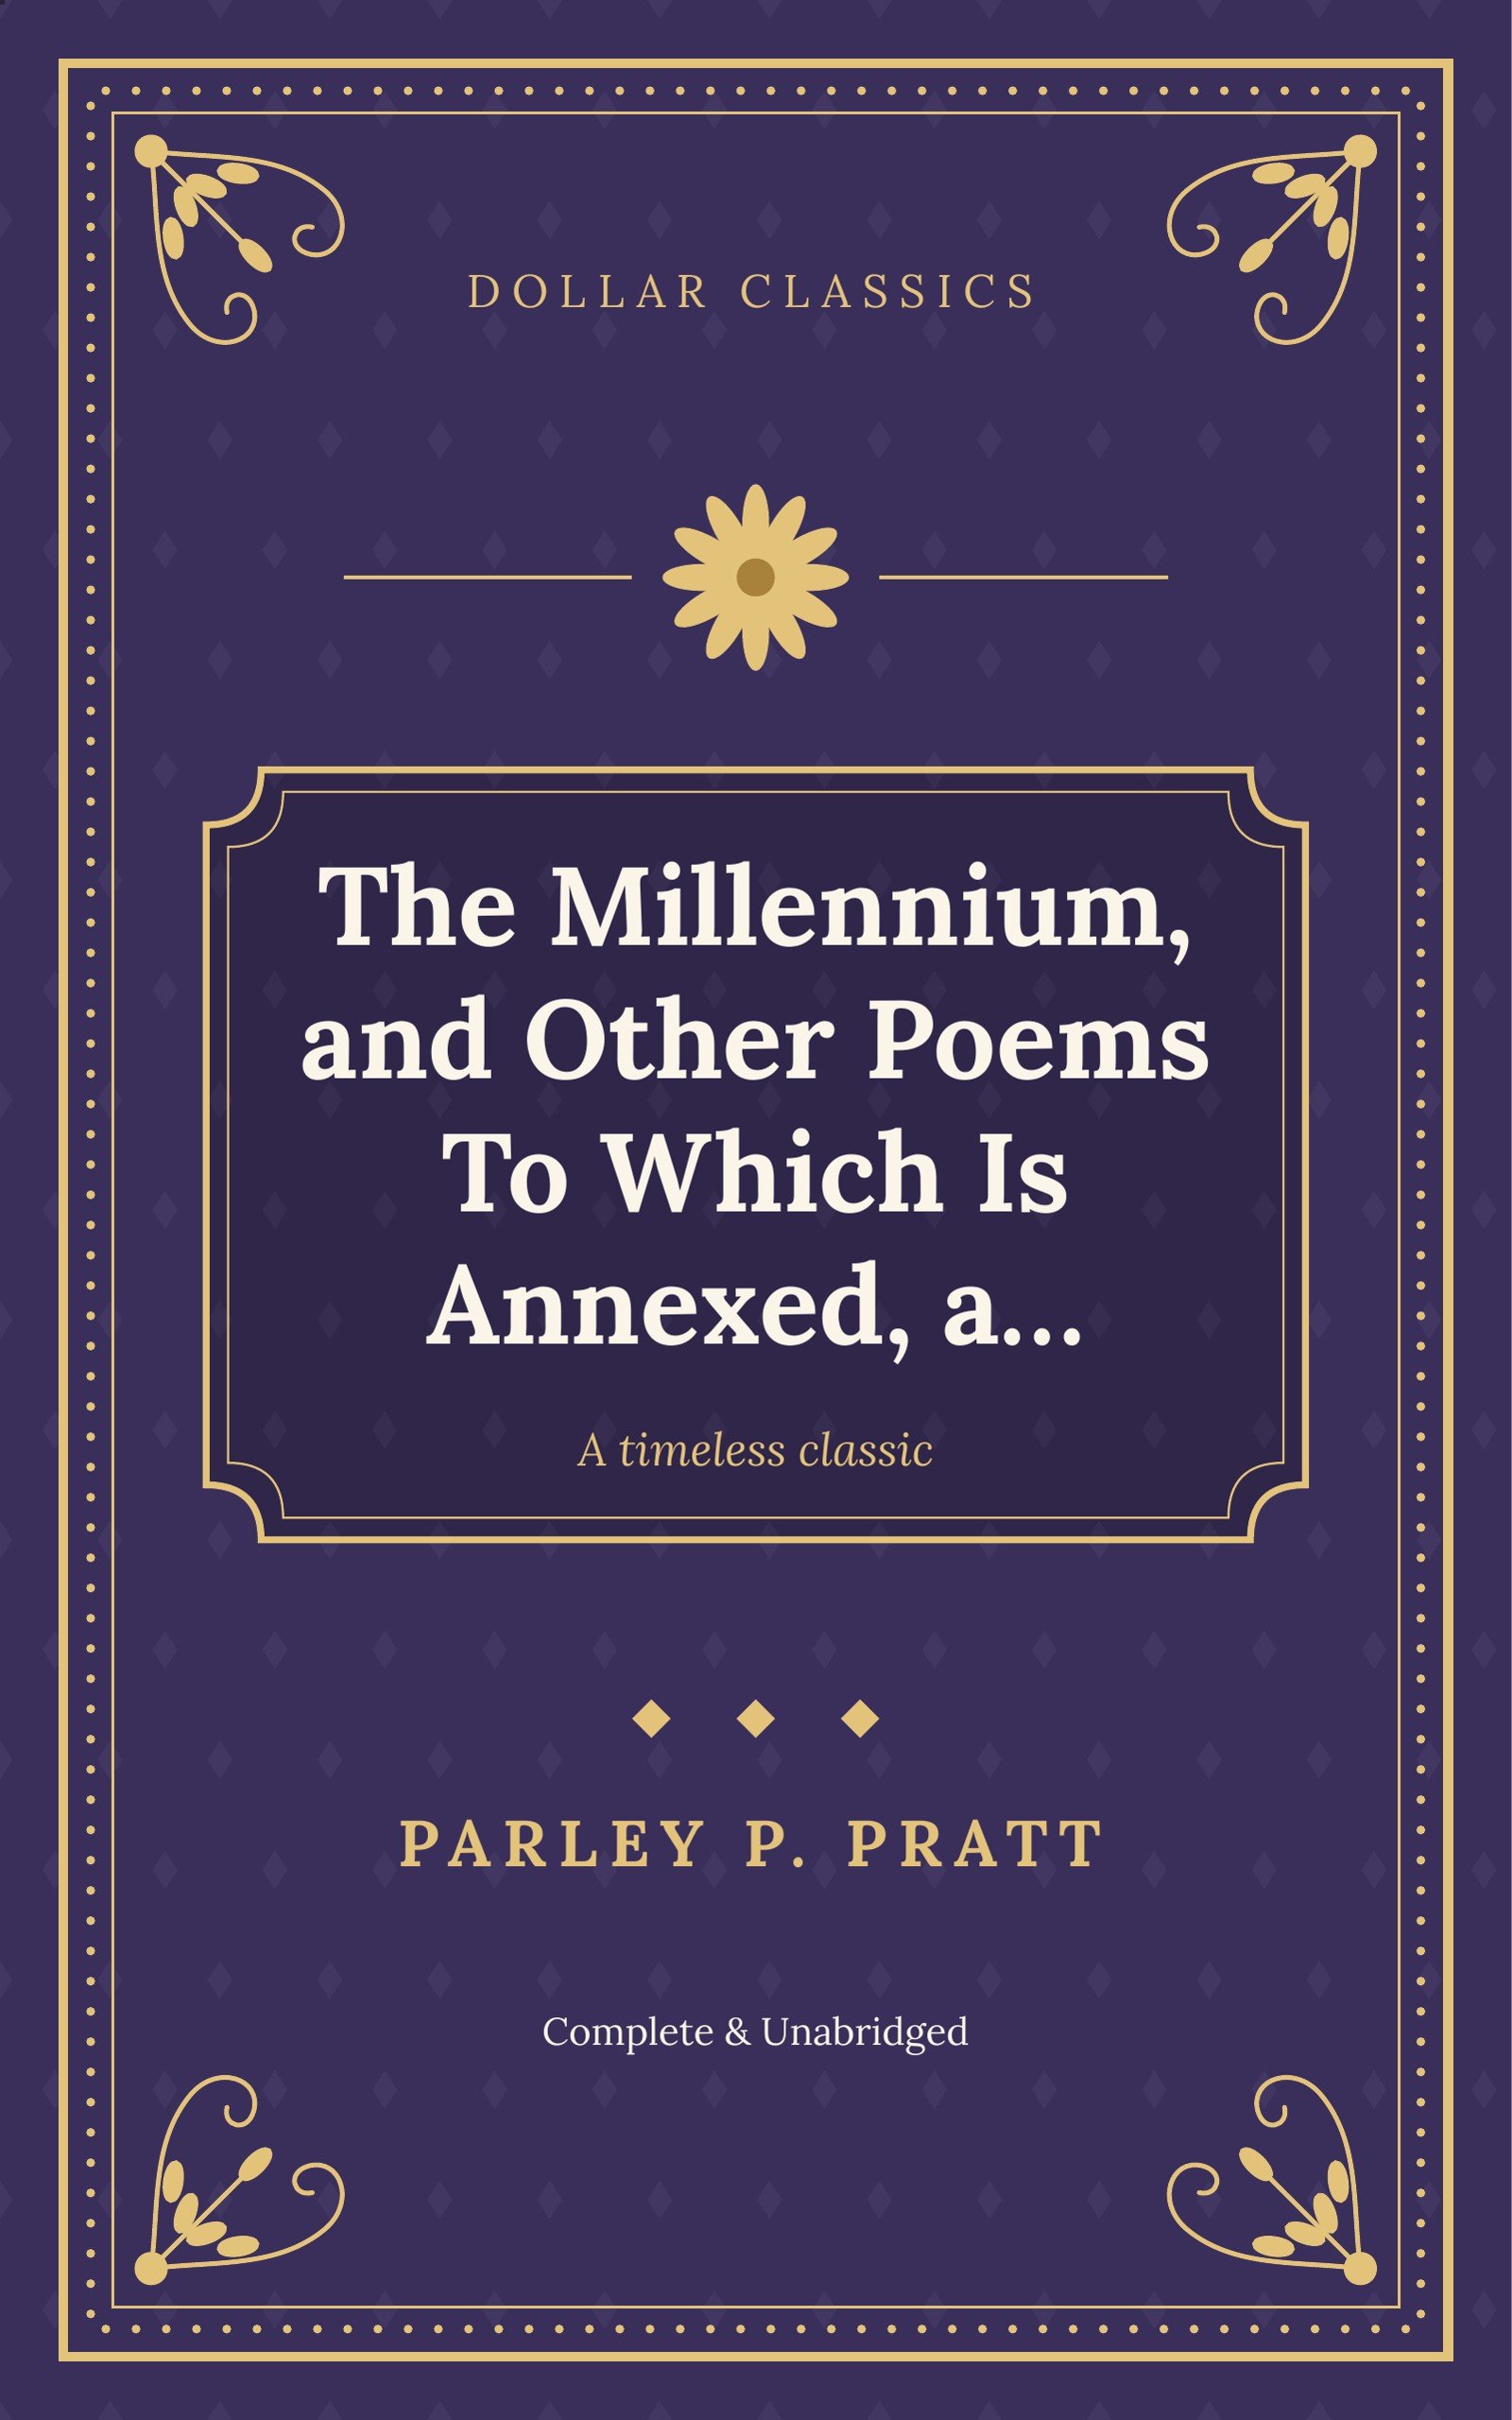 DOLLAR CLASSICS
The Millennium,
and Other Poems
To Which Is
Annexed, a...
A timeless classic
PARLEY P. PRATT
Complete & Unabridged